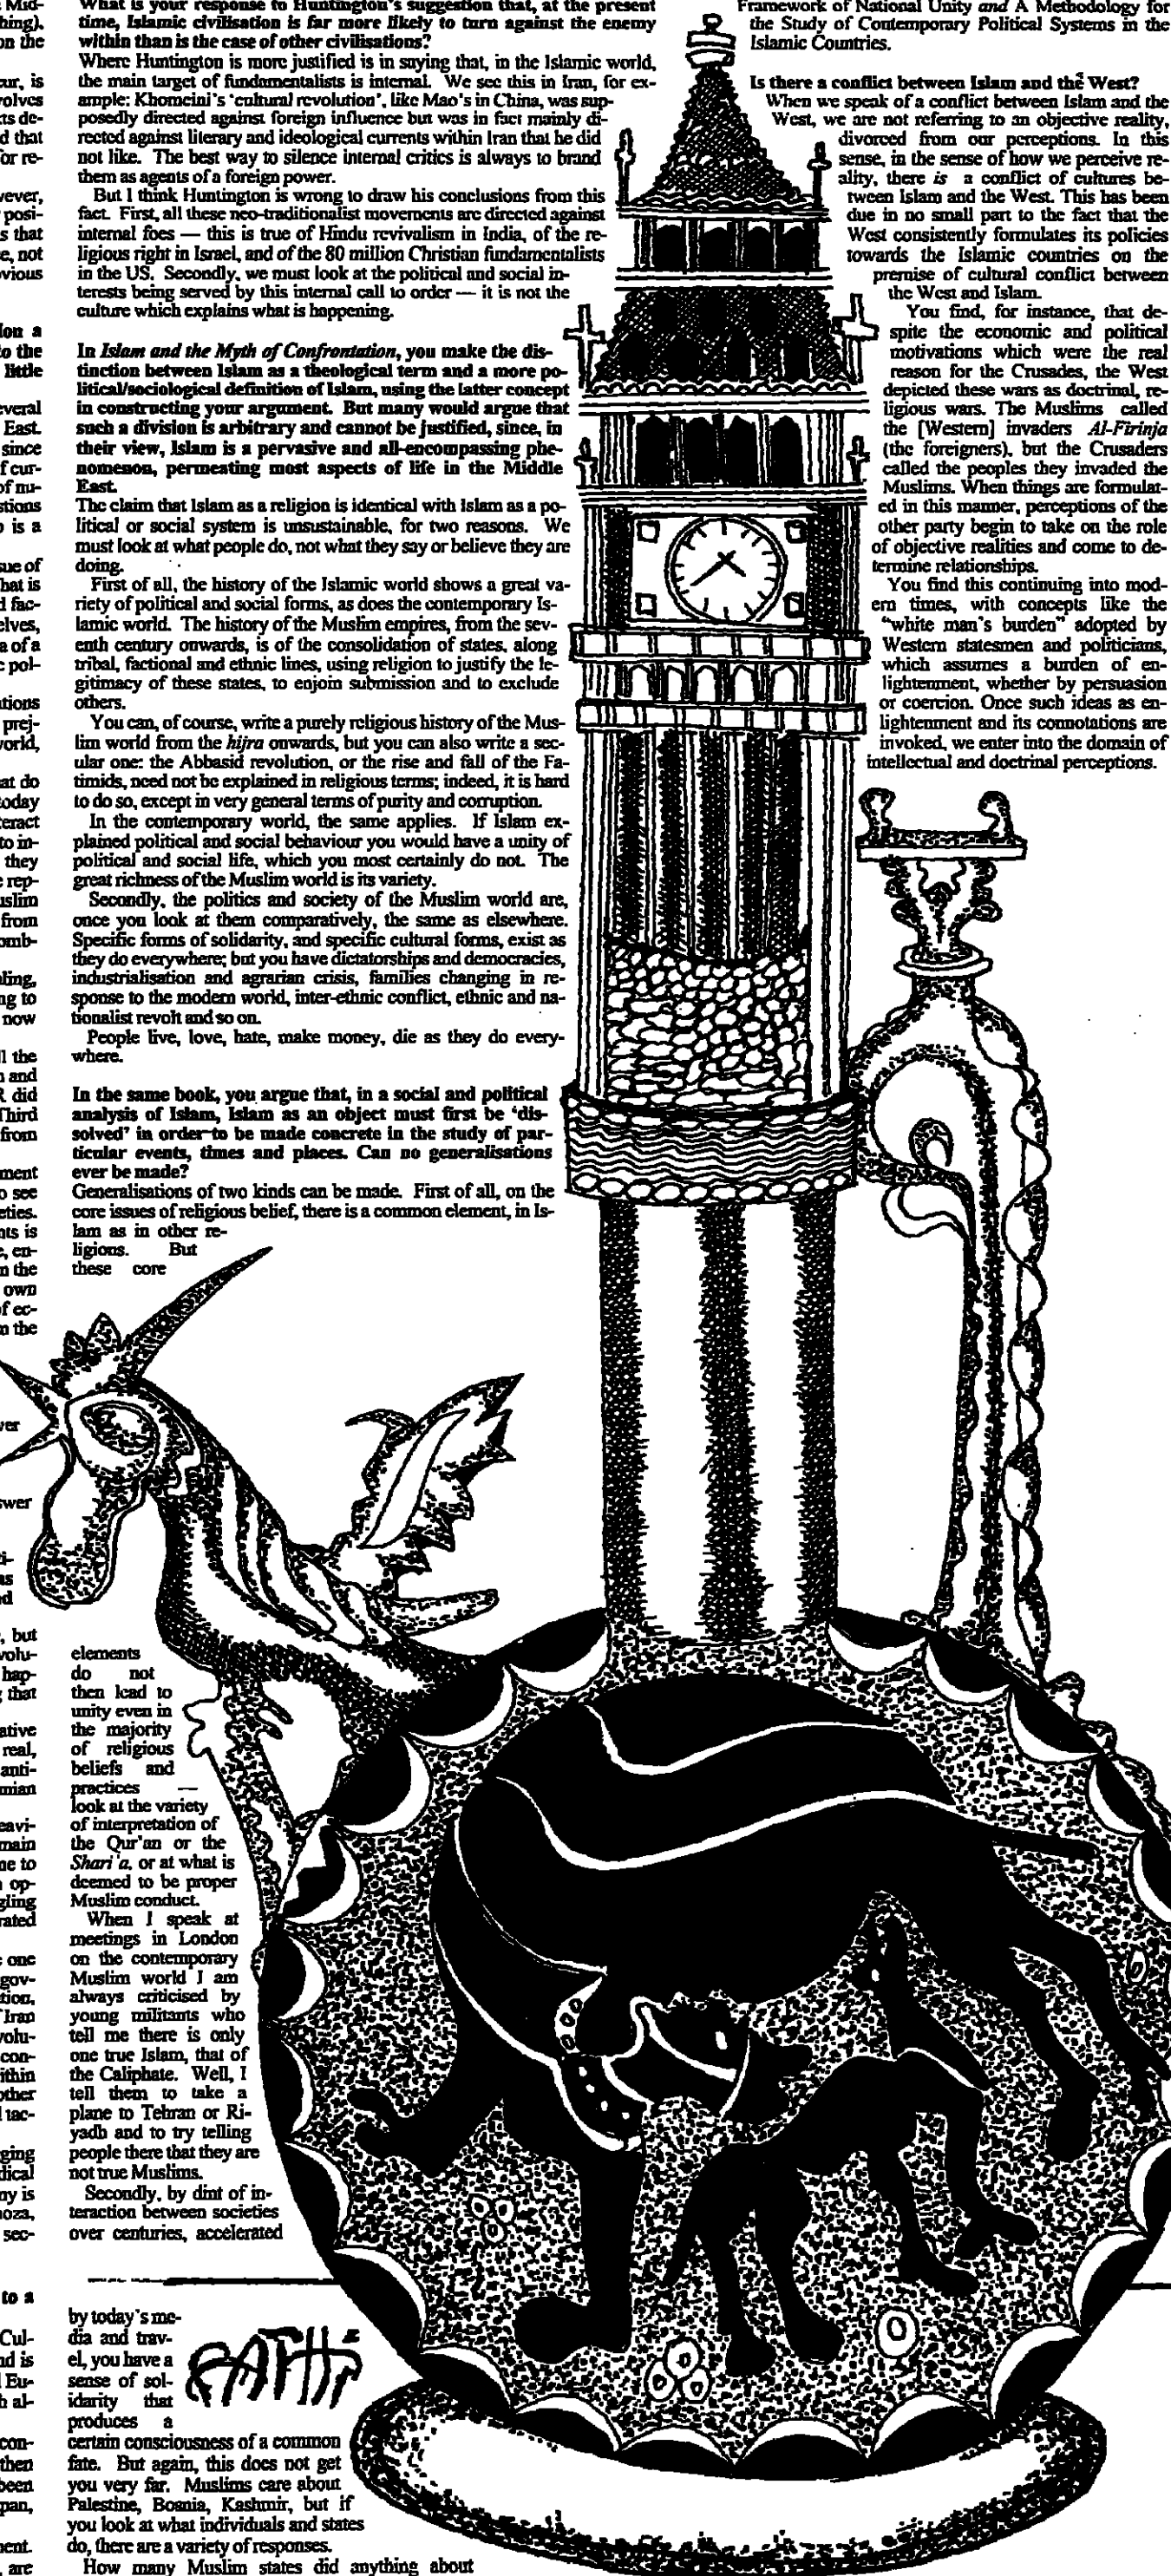 What is your response to Huntington's suggestion that, at the present
time, Islamic civilisation is far more likely to turn against the enemy
within than is the case of other civilisations?
Where Huntington is more justified is in saying that, in the Islamic world,
the main target of fundamentalists is internal. We see this in Iran, for ex-
ample: Khomeini's 'cultural revolution', like Mao's in China, was sup-
posedly directed against foreign influence but was in fact mainly di-
rected against literary and ideological currents within Iran that he did
not like. The best way to silence internal critics is always to brand
them as agents of a foreign power.
But I think Huntington is wrong to draw his conclusions from this
fact. First, all these neo-traditionalist movements are directed against
internal foes — this is true of Hindu revivalism in India, of the re-
ligious right in Israel, and of the 80 million Christian fundamentalists
in the US. Secondly, we must look at the political and social in-
terests being served by this internal call to order — it is not the
culture which explains what is happening.
In Islam and the Myth of Confrontation, you make the dis-
tinction between Islam as a theological term and a more po-
litical/sociological definition of Islam, using the latter concept
in constructing your argument. But many would argue that
such a division is arbitrary and cannot be justified, since, in
their view, Islam is a pervasive and all-encompassing phe-
nomenon, permeating most aspects of life in the Middle
East.
The claim that Islam as a religion is identical with Islam as a po-
litical or social system is unsustainable, for two reasons. We
must look at what people do, not what they say or believe they are
doing.
First of all, the history of the Islamic world shows a great va-
riety of political and social forms, as does the contemporary Is-
lamic world. The history of the Muslim empires, from the sev-
enth century onwards, is of the consolidation of states, along
tribal, factional and ethnic lines, using religion to justify the le-
gitimacy of these states, to enjoin submission and to exclude
others.
You can, of course, write a purely religious history of the Mus-
lim world from the hijra onwards, but you can also write a sec-
ular one: the Abbasid revolution, or the rise and fall of the Fa-
timids, need not be explained in religious terms; indeed, it is hard
to do so, except in very general terms of purity and corruption.
In the contemporary world, the same applies. If Islam ex-
plained political and social behaviour you would have a unity of
political and social life, which you most certainly do not. The
great richness of the Muslim world is its variety.
Secondly, the politics and society of the Muslim world are,
once you look at them comparatively, the same as elsewhere.
Specific forms of solidarity, and specific cultural forms, exist as
they do everywhere; but you have dictatorships and democracies,
industrialisation and agrarian crisis, families changing in re-
sponse to the modern world, inter-ethnic conflict, ethnic and na-
tionalist revolt and so on.
People live, love, hate, make money, die as they do every-
where.
In the same book, you argue that, in a social and political
analysis of Islam, Islam as an object must first be 'dis-
solved' in order to be made concrete in the study of par-
ticular events, times and places. Can no generalisations
ever be made?
Generalisations of two kinds can be made. First of all, on the
core issues of religious belief, there is a common element, in Is-
lam as in other re-
ligions. But
these core
elements
do not
then lead to
unity even in
the majority
of religious
beliefs and
practices —
look at the variety
of interpretation of
the Qur'an or the
Shari'a, or at what is
deemed to be proper
Muslim conduct.
When I speak at
meetings in London
on the contemporary
Muslim world I am
always criticised by
young militants who
tell me there is only
one true Islam, that of
the Caliphate. Well, I
tell them to take a
plane to Tehran or Ri-
yadh and to try telling
people there that they are
not true Muslims.
Secondly, by dint of in-
teraction between societies
over centuries, accelerated
by today's me-
dia and trav-
el, you have a
sense of sol-
idarity that
produces a
certain consciousness of a common
fate. But again, this does not get
you very far. Muslims care about
Palestine, Bosnia, Kashmir, but if
you look at what individuals and states
do, there are a variety of responses.
How many Muslim states did anything about
FATHI
Framework of National Unity and A Methodology for
the Study of Contemporary Political Systems in the
Islamic Countries.
Is there a conflict between Islam and the West?
When we speak of a conflict between Islam and the
West, we are not referring to an objective reality,
divorced from our perceptions. In this
sense, in the sense of how we perceive re-
ality, there is a conflict of cultures be-
tween Islam and the West. This has been
due in no small part to the fact that the
West consistently formulates its policies
towards the Islamic countries on the
premise of cultural conflict between
the West and Islam.
You find, for instance, that de-
spite the economic and political
motivations which were the real
reason for the Crusades, the West
depicted these wars as doctrinal, re-
ligious wars. The Muslims called
the [Western] invaders Al-Firinja
(the foreigners), but the Crusaders
called the peoples they invaded the
Muslims. When things are formulat-
ed in this manner, perceptions of the
other party begin to take on the role
of objective realities and come to de-
termine relationships.
You find this continuing into mod-
ern times, with concepts like the
"white man's burden" adopted by
Western statesmen and politicians,
which assumes a burden of en-
lightenment, whether by persuasion
or coercion. Once such ideas as en-
lightenment and its connotations are
invoked, we enter into the domain of
intellectual and doctrinal perceptions.